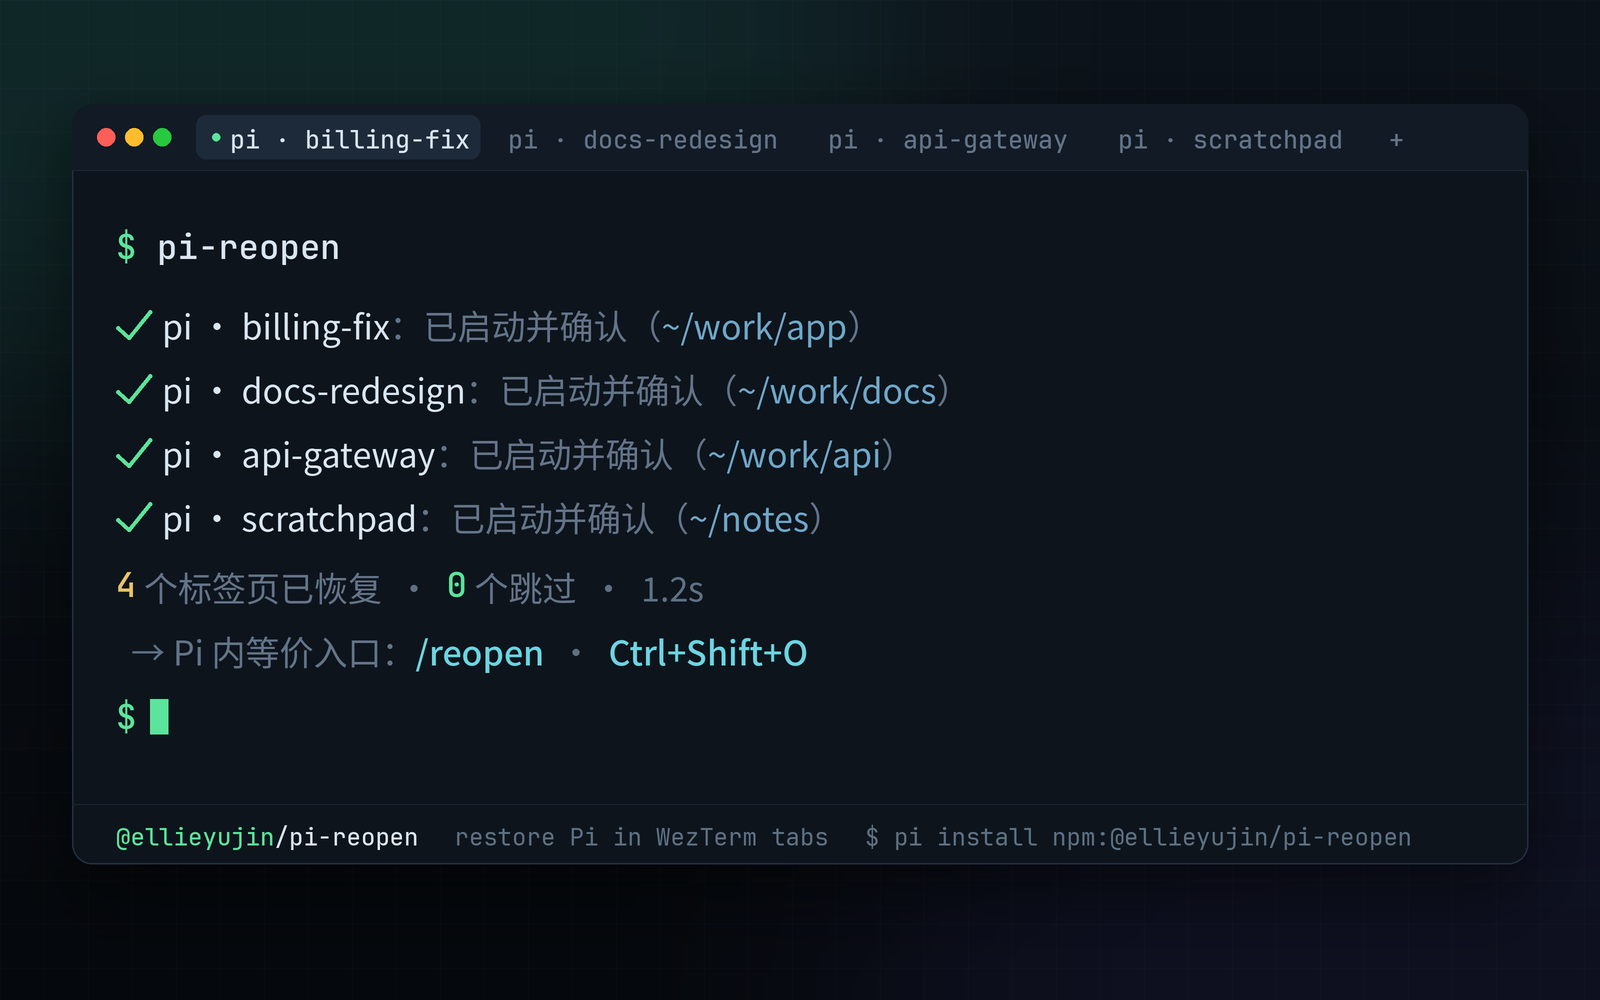 pi · billing-fix pi · docs-redesign pi · api-gateway pi · scratchpad +
$ pi-reopen
✓ pi · billing-fix：已启动并确认（~/work/app）
✓ pi · docs-redesign：已启动并确认（~/work/docs）
✓ pi · api-gateway：已启动并确认（~/work/api）
✓ pi · scratchpad：已启动并确认（~/notes）
4 个标签页已恢复 · 0 个跳过 · 1.2s
→ Pi 内等价入口：/reopen · Ctrl+Shift+O
$
@ellieyujin/pi-reopen restore Pi in WezTerm tabs $ pi install npm:@ellieyujin/pi-reopen